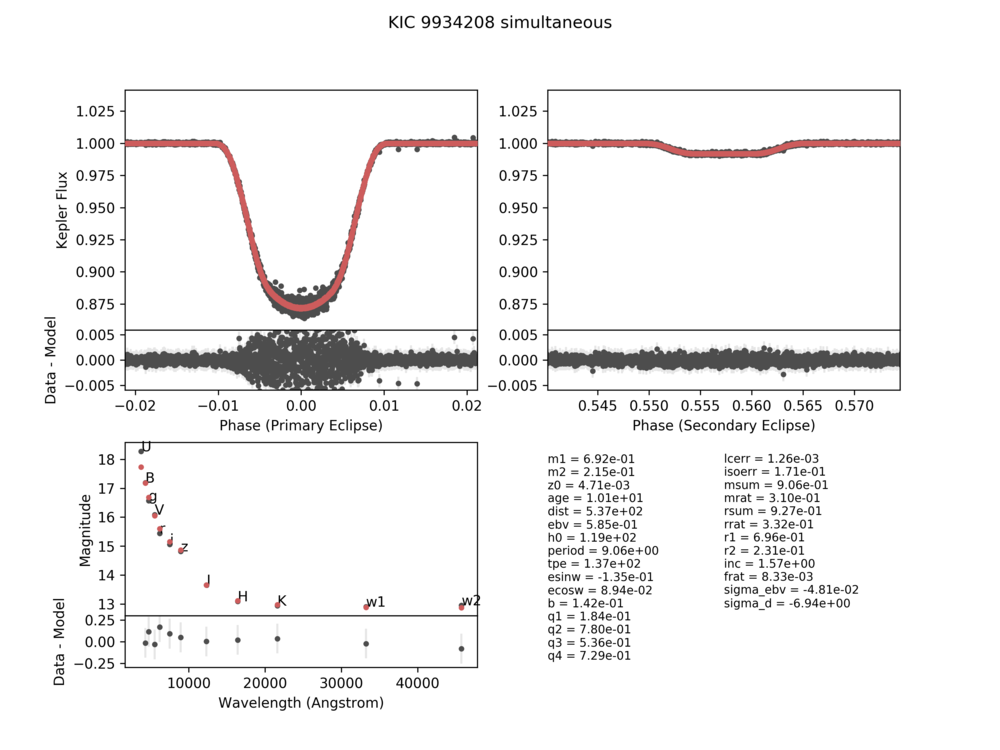 KIC 9934208 simultaneous
1.025
1.000
0.975
0.950
0.925
0.900
0.875
Kepler Flux
0.005
0.000
−0.005
Data - Model
−0.02 −0.01 0.00 0.01 0.02
Phase (Primary Eclipse)
1.025
1.000
0.975
0.950
0.925
0.900
0.875
0.005
0.000
−0.005
0.545 0.550 0.555 0.560 0.565 0.570
Phase (Secondary Eclipse)
18
17
16
15
14
13
Magnitude
U
B
g
V
r
i
z
J
H
K
w1
w2
0.25
0.00
−0.25
Data - Model
10000 20000 30000 40000
Wavelength (Angstrom)
m1 = 6.92e-01
m2 = 2.15e-01
z0 = 4.71e-03
age = 1.01e+01
dist = 5.37e+02
ebv = 5.85e-01
h0 = 1.19e+02
period = 9.06e+00
tpe = 1.37e+02
esinw = -1.35e-01
ecosw = 8.94e-02
b = 1.42e-01
q1 = 1.84e-01
q2 = 7.80e-01
q3 = 5.36e-01
q4 = 7.29e-01
lcerr = 1.26e-03
isoerr = 1.71e-01
msum = 9.06e-01
mrat = 3.10e-01
rsum = 9.27e-01
rrat = 3.32e-01
r1 = 6.96e-01
r2 = 2.31e-01
inc = 1.57e+00
frat = 8.33e-03
sigma_ebv = -4.81e-02
sigma_d = -6.94e+00